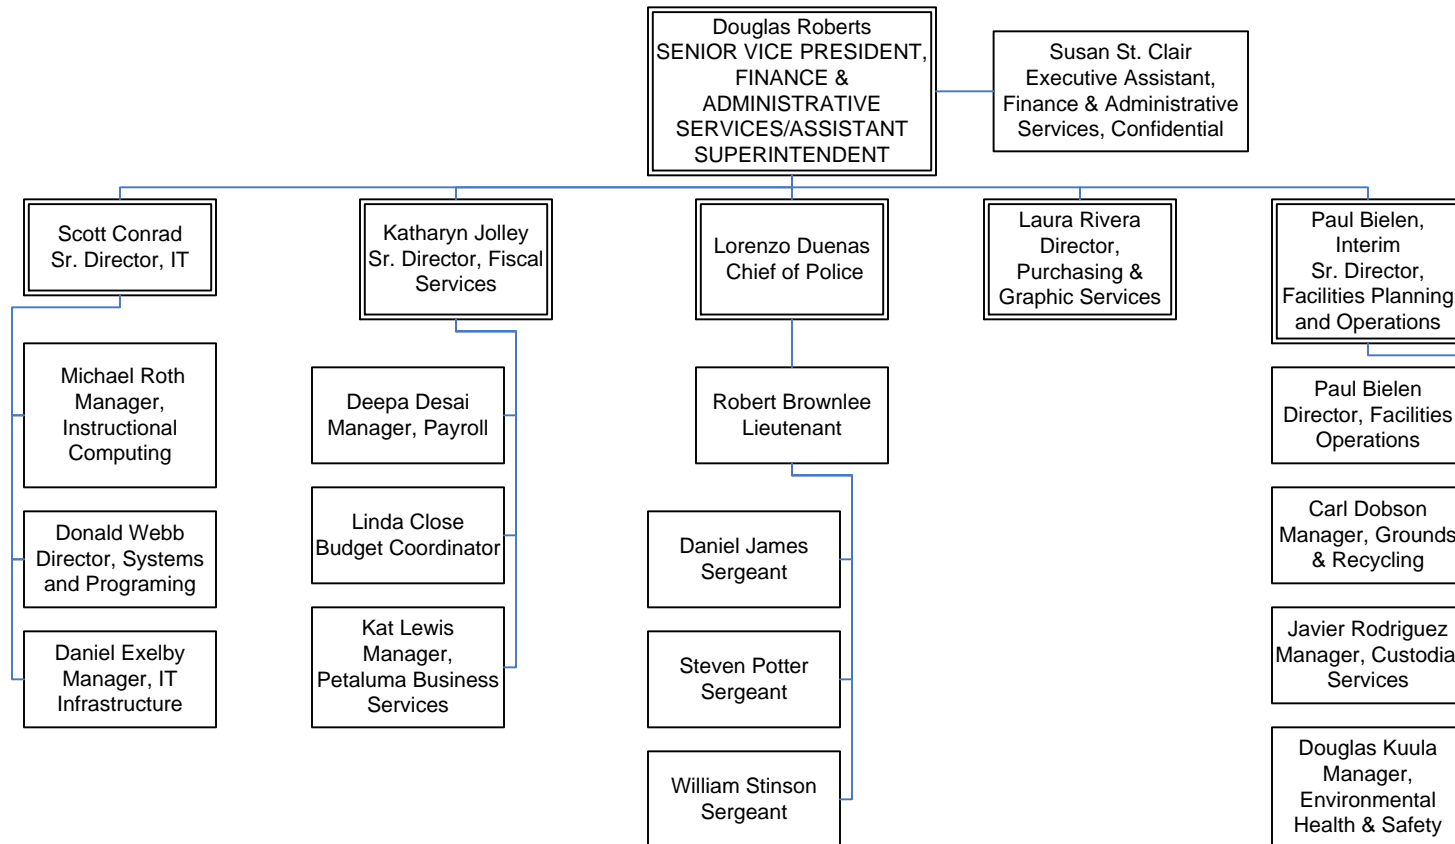 Douglas Roberts
SENIOR VICE PRESIDENT,
FINANCE &
ADMINISTRATIVE
SERVICES/ASSISTANT
SUPERINTENDENT
Susan St. Clair
Executive Assistant,
Finance & Administrative
Services, Confidential
Scott Conrad
Sr. Director, IT
Michael Roth
Manager,
Instructional
Computing
Donald Webb
Director, Systems
and Programing
Daniel Exelby
Manager, IT
Infrastructure
Katharyn Jolley
Sr. Director, Fiscal
Services
Deepa Desai
Manager, Payroll
Linda Close
Budget Coordinator
Kat Lewis
Manager,
Petaluma Business
Services
Lorenzo Duenas
Chief of Police
Robert Brownlee
Lieutenant
Daniel James
Sergeant
Steven Potter
Sergeant
William Stinson
Sergeant
Laura Rivera
Director,
Purchasing &
Graphic Services
Paul Bielen,
Interim
Sr. Director,
Facilities Planning
and Operations
Paul Bielen
Director, Facilities
Operations
Carl Dobson
Manager, Grounds
& Recycling
Javier Rodriguez
Manager, Custodia
Services
Douglas Kuula
Manager,
Environmental
Health & Safety